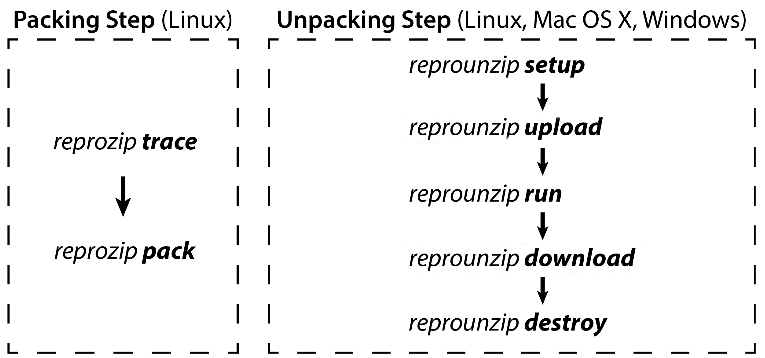 Packing Step (Linux)
reprozip trace
reprozip pack
Unpacking Step (Linux, Mac OS X, Windows)
reprounzip setup
reprounzip upload
reprounzip run
reprounzip download
reprounzip destroy